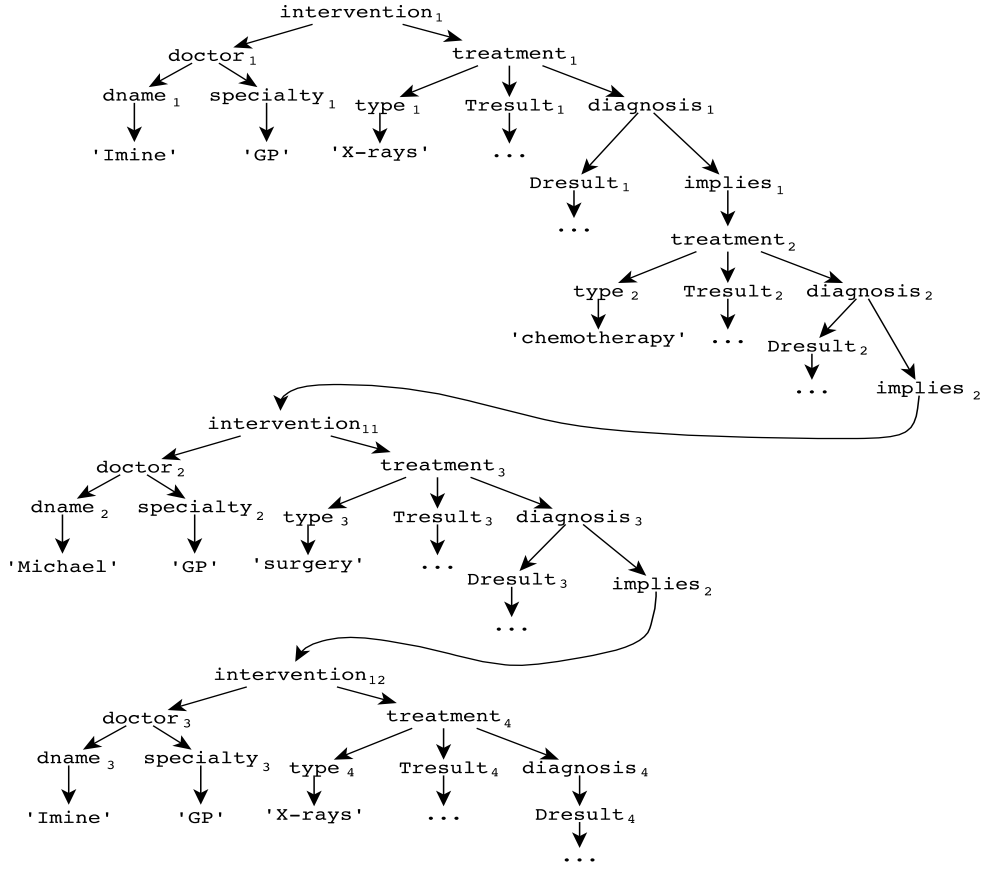 intervention₁
doctor₁ treatment₁
dname₁ specialty₁ type₁ Tresult₁ diagnosis₁
'Imine' 'GP' 'X-rays' ...
Dresult₁ implies₁
...
treatment₂
type₂ Tresult₂ diagnosis₂
'chemotherapy' ... Dresult₂
... implies₂
intervention₁₁
doctor₂ treatment₃
dname₂ specialty₂ type₃ Tresult₃ diagnosis₃
'Michael' 'GP' 'surgery' ...
Dresult₃ implies₂
...
intervention₁₂
doctor₃ treatment₄
dname₃ specialty₃ type₄ Tresult₄ diagnosis₄
'Imine' 'GP' 'X-rays' ... Dresult₄
...